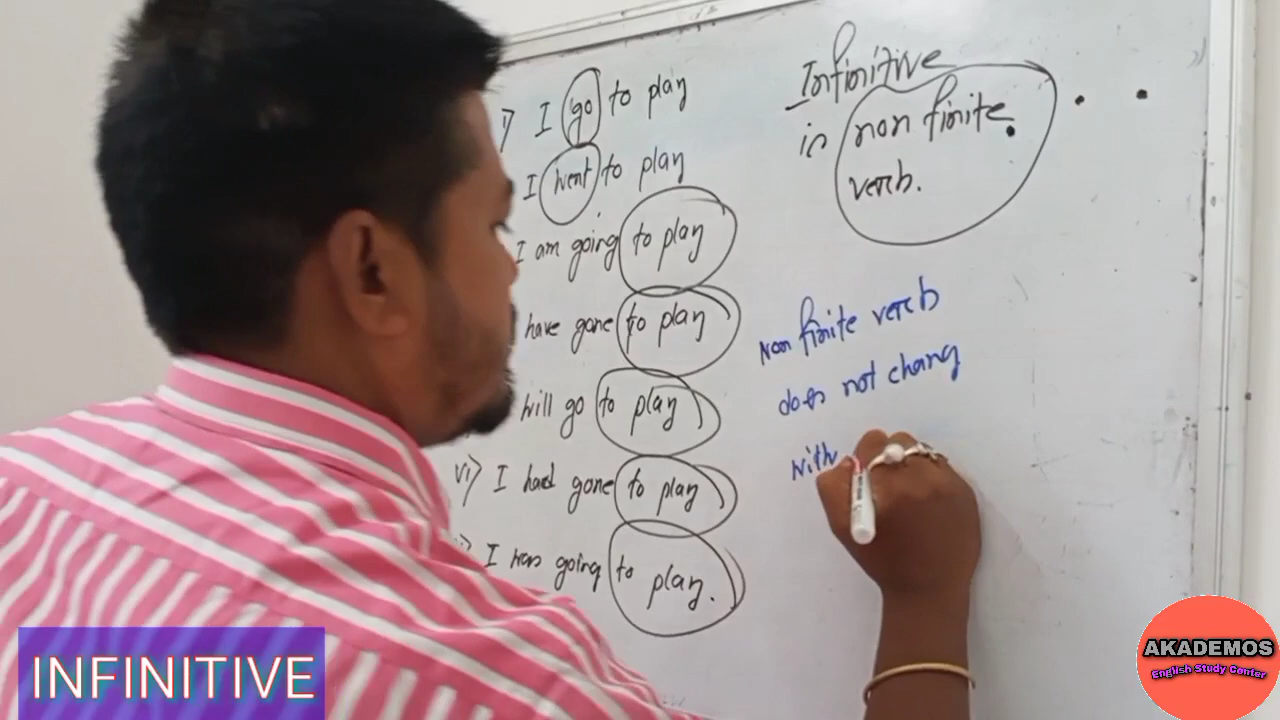 I go to play
I went to play
I am going to play
have gone to play
will go to play
vi) I had gone to play
I was going to play.
Infinitive
is non finite
verb.
Non finite verb
does not chang
with
INFINITIVE
AKADEMOS
English Study Center